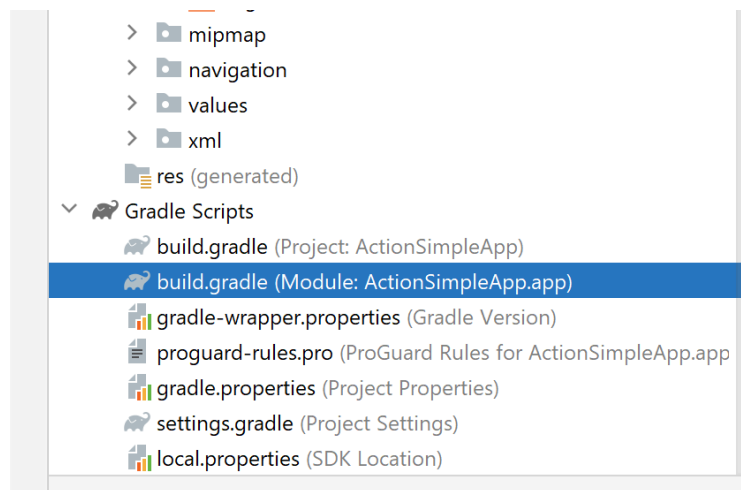 mipmap
navigation
values
xml
res (generated)
Gradle Scripts
build.gradle (Project: ActionSimpleApp)
build.gradle (Module: ActionSimpleApp.app)
gradle-wrapper.properties (Gradle Version)
proguard-rules.pro (ProGuard Rules for ActionSimpleApp.app
gradle.properties (Project Properties)
settings.gradle (Project Settings)
local.properties (SDK Location)